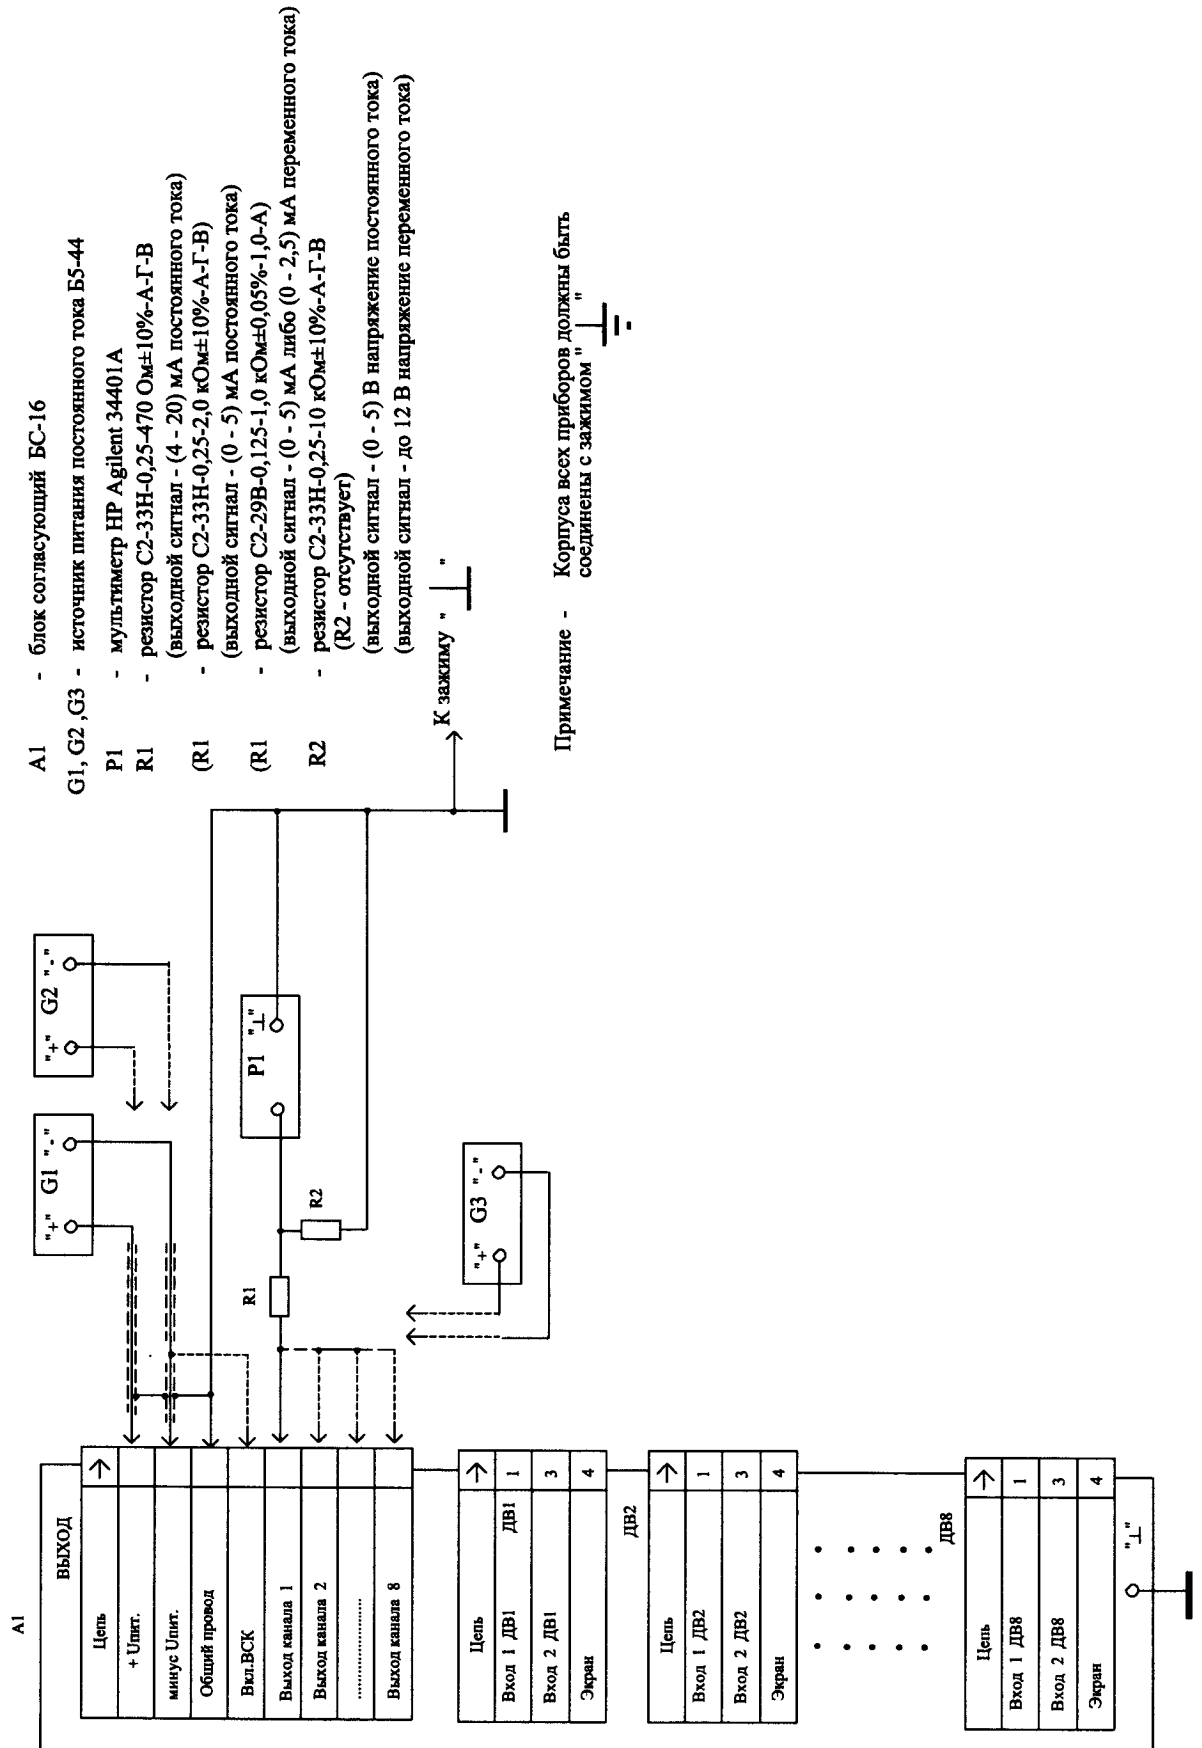 A1
ВЫХОД
Цепь
+ Uпит.
минус Uпит.
Общий провод
Вкл.ВСК
Выход канала 1
Выход канала 2
....................
Выход канала 8
Цепь ДВ1
Вход 1 ДВ1 1
Вход 2 ДВ1 3
Экран 4
ДВ2
Цепь
Вход 1 ДВ2 1
Вход 2 ДВ2 3
Экран 4
ДВ8
Цепь
Вход 1 ДВ8 1
Вход 2 ДВ8 3
Экран 4
"⊥"
"+" G1 "-"
"+" G2 "-"
P1 "⊥"
R1
R2
"+" G3 "-"
К зажиму " ⊥ "
A1 - блок согласующий БС-16
G1, G2 ,G3 - источник питания постоянного тока Б5-44
P1 - мультиметр HP Agilent 34401A
R1 - резистор С2-33Н-0,25-470 Ом±10%-А-Г-В
(выходной сигнал - (4 - 20) мА постоянного тока)
(R1 - резистор С2-33Н-0,25-2,0 кОм±10%-А-Г-В)
(выходной сигнал - (0 - 5) мА постоянного тока)
(R1 - резистор С2-29В-0,125-1,0 кОм±0,05%-1,0-А)
(выходной сигнал - (0 - 5) мА либо (0 - 2,5) мА переменного тока)
R2 - резистор С2-33Н-0,25-10 кОм±10%-А-Г-В
(R2 - отсутствует)
(выходной сигнал - (0 - 5) В напряжение постоянного тока)
(выходной сигнал - до 12 В напряжение переменного тока)
Примечание - Корпуса всех приборов должны быть
соединены с зажимом " ⏚ "